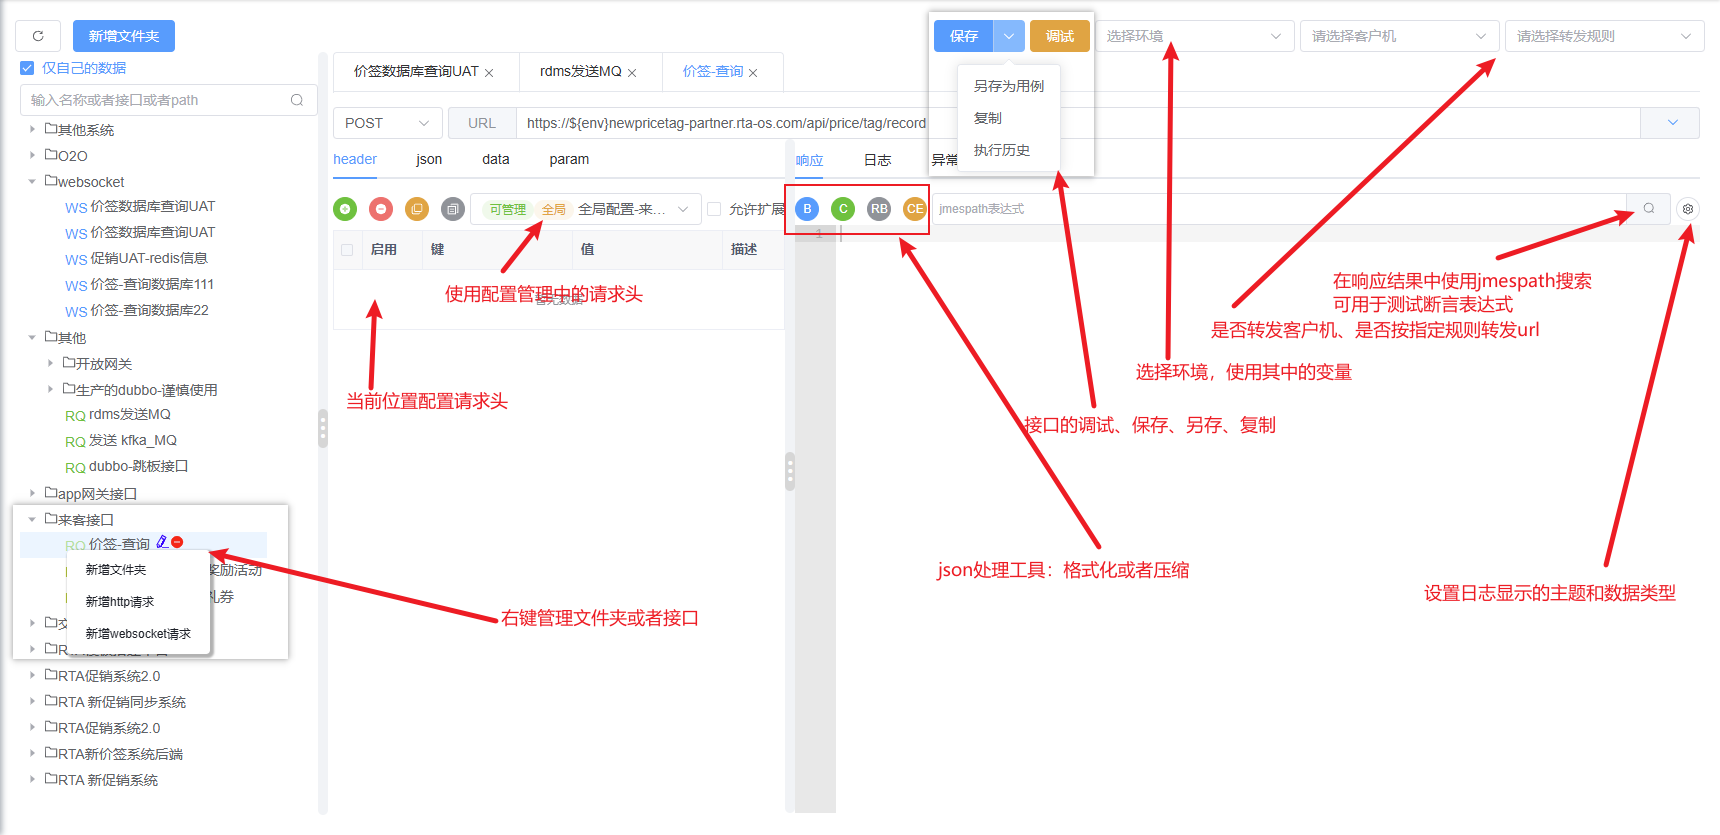 新增文件夹
保存
调试
选择环境
请选择客户机
请选择转发规则
仅自己的数据
价签数据库查询UAT
rdms发送MQ
价签-查询
另存为用例
复制
执行历史
输入名称或者接口或者path
POST
URL
https://${env}newpricetag-partner.rta-os.com/api/price/tag/record
header
json
data
param
响应
日志
异常
可管理
全局
全局配置-来...
允许扩展
B
C
RB
CE
jmespath表达式
1
启用
键
值
描述
暂无数据
其他系统
O2O
websocket
WS 价签数据库查询UAT
WS 价签数据库查询UAT
WS 促销UAT-redis信息
WS 价签-查询数据库111
WS 价签-查询数据库22
其他
开放网关
生产的dubbo-谨慎使用
RQ rdms发送MQ
RQ 发送 kfka_MQ
RQ dubbo-跳板接口
app网关接口
来客接口
RQ 价签-查询
新增文件夹
奖励活动
新增http请求
礼券
新增websocket请求
RTA促销系统2.0
RTA 新促销同步系统
RTA促销系统2.0
RTA新价签系统后端
RTA 新促销系统
使用配置管理中的请求头
当前位置配置请求头
在响应结果中使用jmespath搜索
可用于测试断言表达式
是否转发客户机、是否按指定规则转发url
选择环境，使用其中的变量
接口的调试、保存、另存、复制
json处理工具：格式化或者压缩
设置日志显示的主题和数据类型
右键管理文件夹或者接口